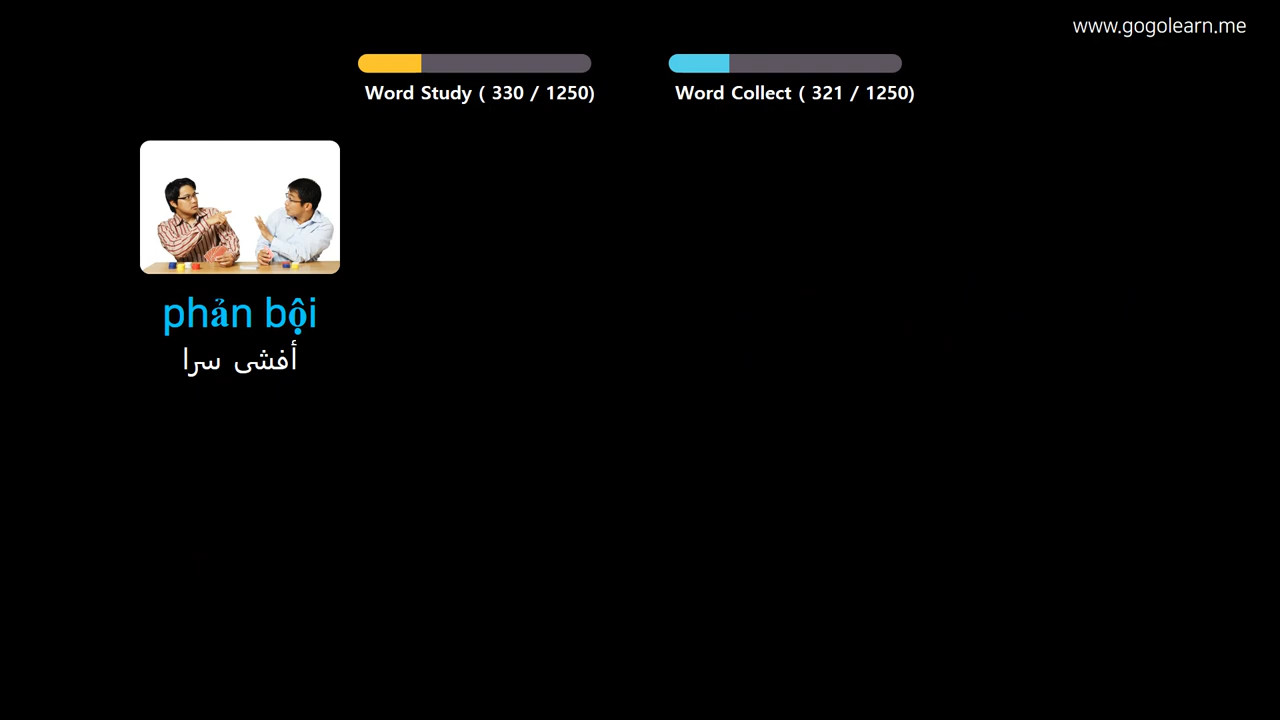 www.gogolearn.me
Word Study ( 330 / 1250)
Word Collect ( 321 / 1250)
phản bội
أفشى سرا